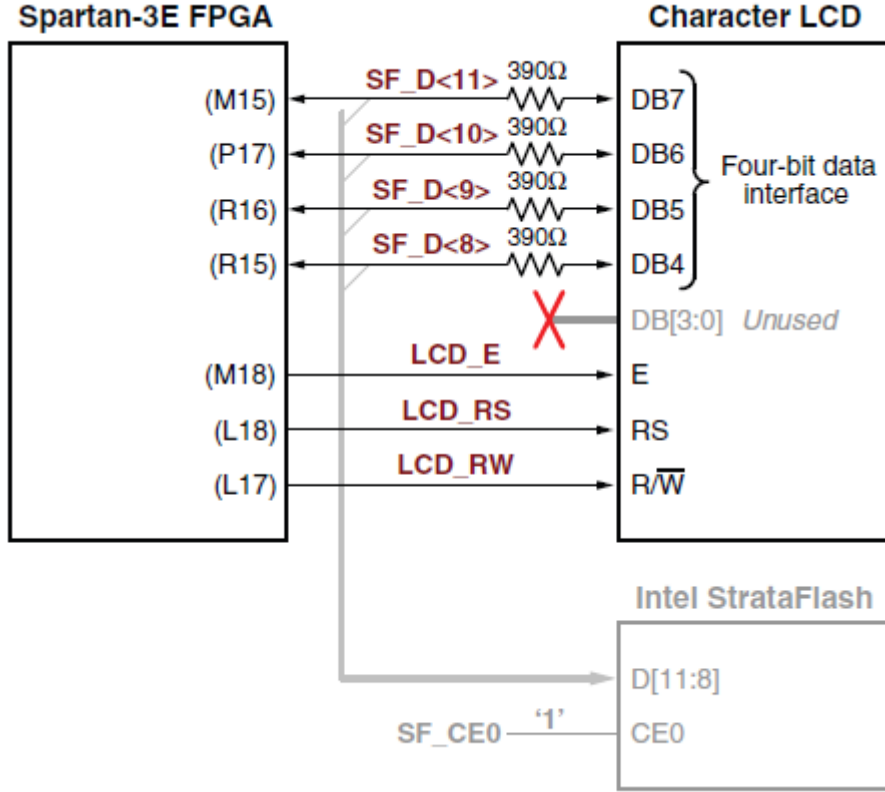 Spartan-3E FPGA
Character LCD
(M15) SF_D<11> 390Ω DB7
(P17) SF_D<10> 390Ω DB6
(R16) SF_D<9> 390Ω DB5
(R15) SF_D<8> 390Ω DB4
Four-bit data
interface
DB[3:0] Unused
(M18) LCD_E E
(L18) LCD_RS RS
(L17) LCD_RW R/W̅
Intel StrataFlash
D[11:8]
SF_CE0 ‘1’ CE0